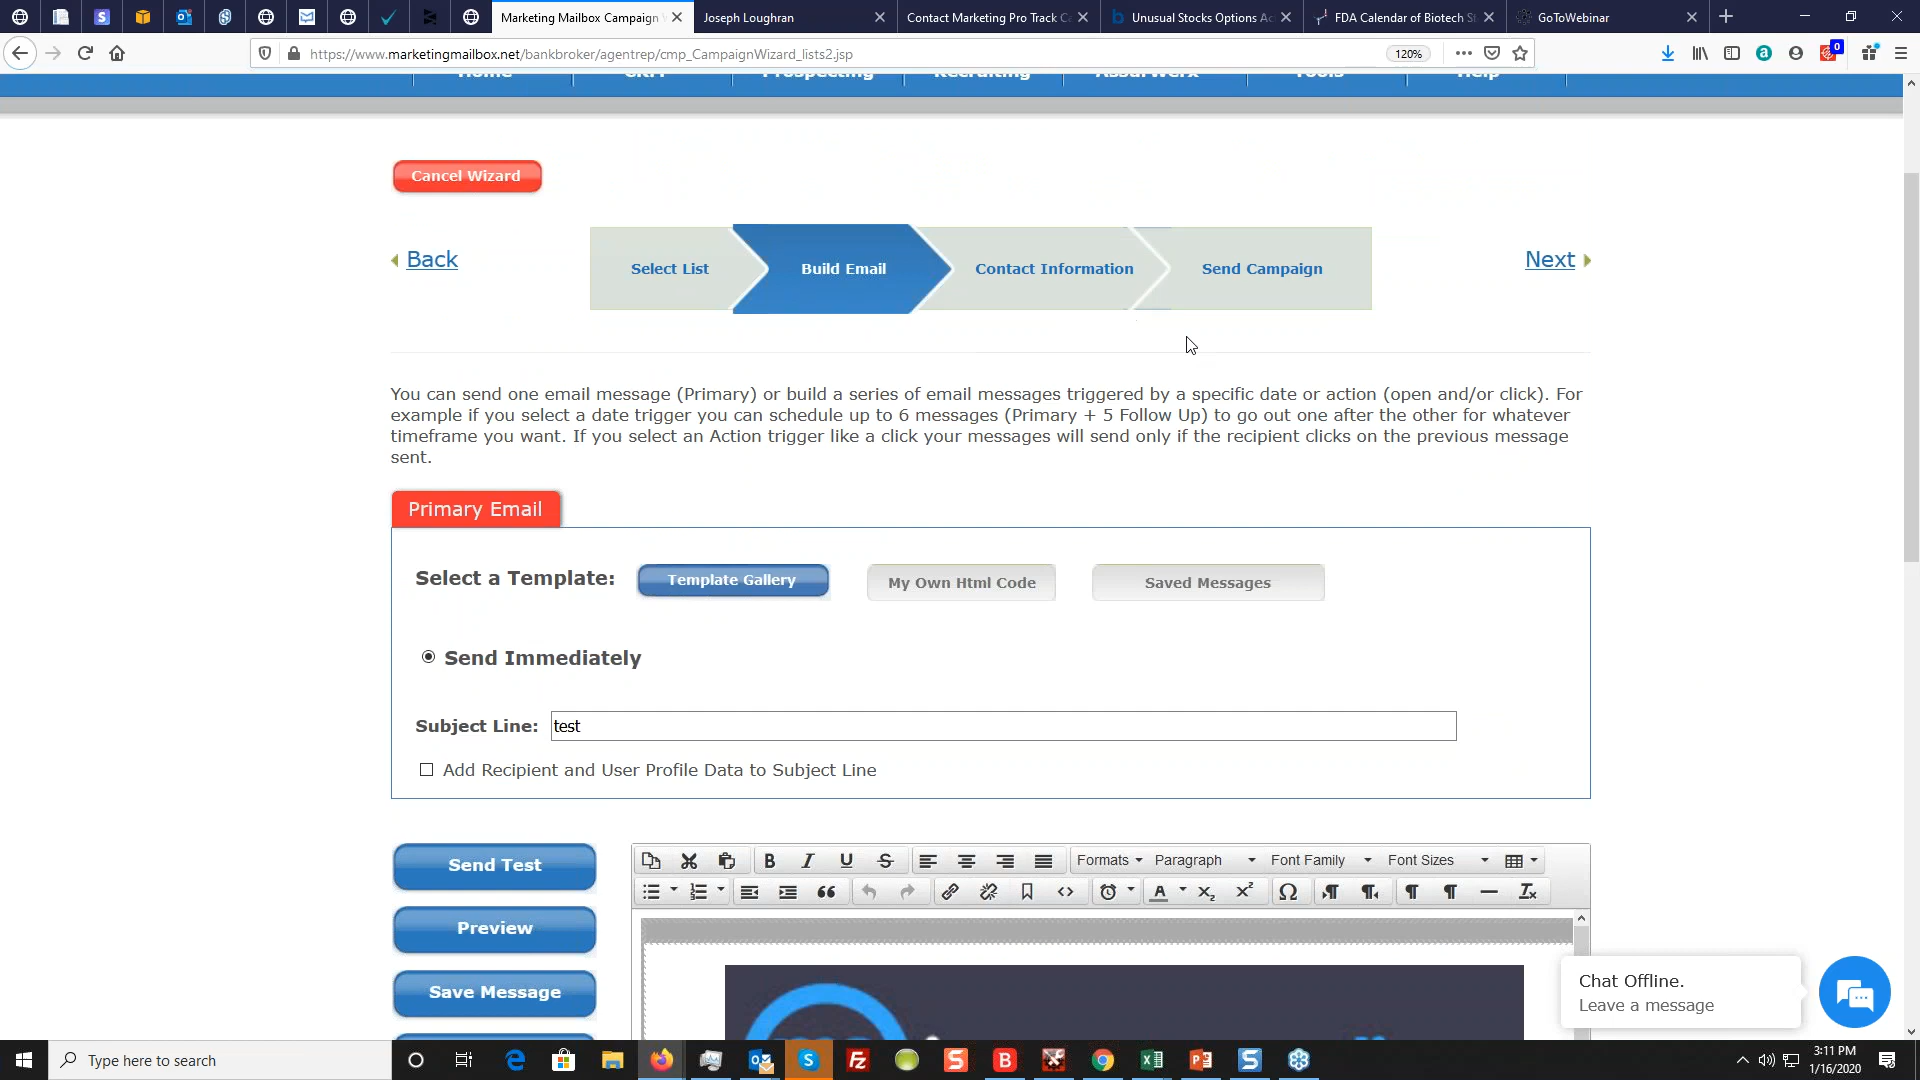 Marketing Mailbox Campaign
Joseph Loughran
Contact Marketing Pro Track
Unusual Stocks Options
FDA Calendar of Biotech
GoToWebinar
https://www.marketingmailbox.net/bankbroker/agentrep/cmp_CampaignWizard_lists2.jsp
120%
0
Home
CRM
Prospecting
Recruiting
AssurWerx
Tools
Help
Cancel Wizard
Back
Select List
Build Email
Contact Information
Send Campaign
Next
You can send one email message (Primary) or build a series of email messages triggered by a specific date or action (open and/or click). For
example if you select a date trigger you can schedule up to 6 messages (Primary + 5 Follow Up) to go out one after the other for whatever
timeframe you want. If you select an Action trigger like a click your messages will send only if the recipient clicks on the previous message
sent.
Primary Email
Select a Template:
Template Gallery
My Own Html Code
Saved Messages
Send Immediately
Subject Line:
test
Add Recipient and User Profile Data to Subject Line
Send Test
Preview
Save Message
Formats
Paragraph
Font Family
Font Sizes
Chat Offline.
Leave a message
Type here to search
3:11 PM
1/16/2020